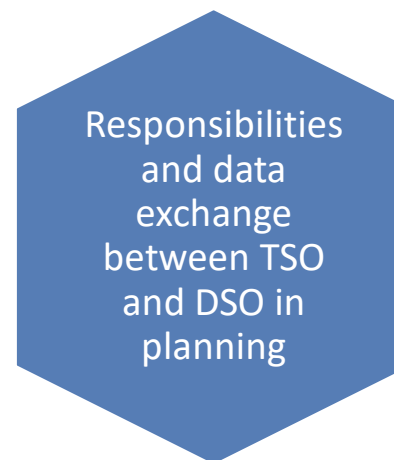 Responsibilities
and data
exchange
between TSO
and DSO in
planning